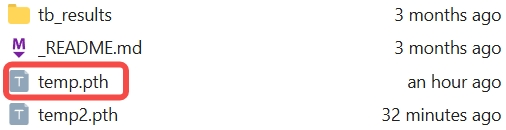 tb_results 3 months ago
_README.md 3 months ago
temp.pth an hour ago
temp2.pth 32 minutes ago